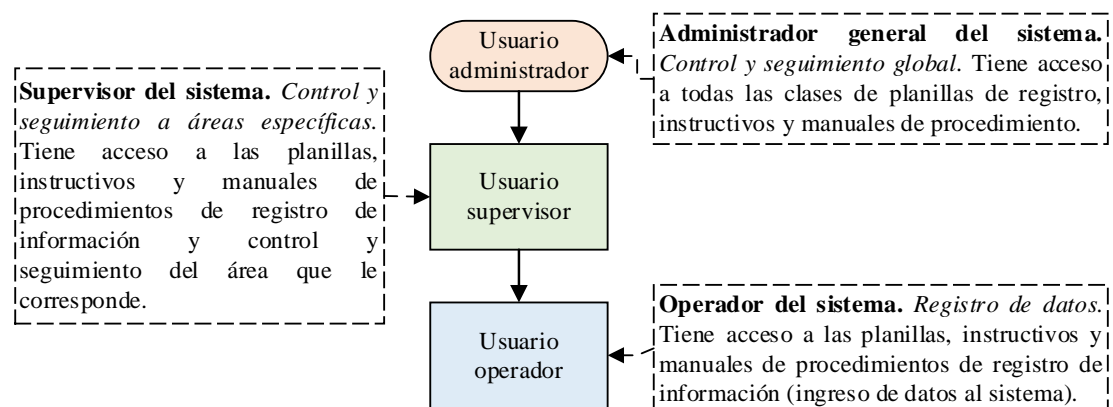 Usuario
administrador
Administrador general del sistema.
Control y seguimiento global. Tiene acceso
a todas las clases de planillas de registro,
instructivos y manuales de procedimiento.
Supervisor del sistema. Control y
seguimiento a áreas específicas.
Tiene acceso a las planillas,
instructivos y manuales de
procedimientos de registro de
información y control y
seguimiento del área que le
corresponde.
Usuario
supervisor
Operador del sistema. Registro de datos.
Tiene acceso a las planillas, instructivos y
manuales de procedimientos de registro de
información (ingreso de datos al sistema).
Usuario
operador